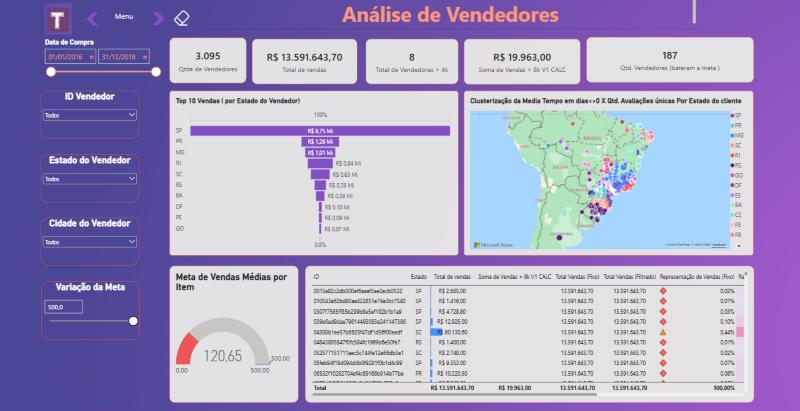 T
Menu
Análise de Vendedores
Data de Compra
01/01/2016
31/12/2018
ID Vendedor
Todos
Estado do Vendedor
Todos
Cidade do Vendedor
Todos
Variação da Meta
500,0
3.095
Qtde de Vendedores
R$ 13.591.643,70
Total de vendas
8
Total de Vendedores > 4k
R$ 19.963,00
Soma de Vendas > 6k V1 CALC
187
Qtd. Vendedores (bateram a meta )
Top 10 Vendas ( por Estado do Vendedor)
100%
SP R$ 8,75 Mi
PR R$ 1,26 Mi
MG R$ 1,01 Mi
RJ R$ 0,84 Mi
SC R$ 0,63 Mi
RS R$ 0,38 Mi
BA R$ 0,29 Mi
DF R$ 0,10 Mi
PE R$ 0,09 Mi
GO R$ 0,07 Mi
0.8%
Clusterização da Media Tempo em dias<>0 X Qtd. Avaliações únicas Por Estado do cliente
BRASIL
Microsoft Azure
SP
PR
MG
SC
RJ
RS
GO
DF
ES
BA
CE
PE
PB
Meta de Vendas Médias por
Item
120,65
0,00
500,00
500,00
ID Estado Total de vendas Soma de Vendas > 6k V1 CALC Total Vendas (Fixo) Total Vendas (Filtrado) Representação de Vendas (Fixo)
SP R$ 2.685,00 13.591.643,70 13.591.643,70 0,02%
SP R$ 1.416,00 13.591.643,70 13.591.643,70 0,01%
SP R$ 4.728,80 13.591.643,70 13.591.643,70 0,03%
SP R$ 12.925,00 13.591.643,70 13.591.643,70 0,10%
SC R$ 60.130,60 13.591.643,70 13.591.643,70 0,44%
RS R$ 1.400,00 13.591.643,70 13.591.643,70 0,01%
SC R$ 2.748,00 13.591.643,70 13.591.643,70 0,02%
SP R$ 9.353,00 13.591.643,70 13.591.643,70 0,07%
PR R$ 10.220,50 13.591.643,70 13.591.643,70 0,08%
Total R$ 13.591.643,70 R$ 19.963,00 13.591.643,70 13.591.643,70 100,00%